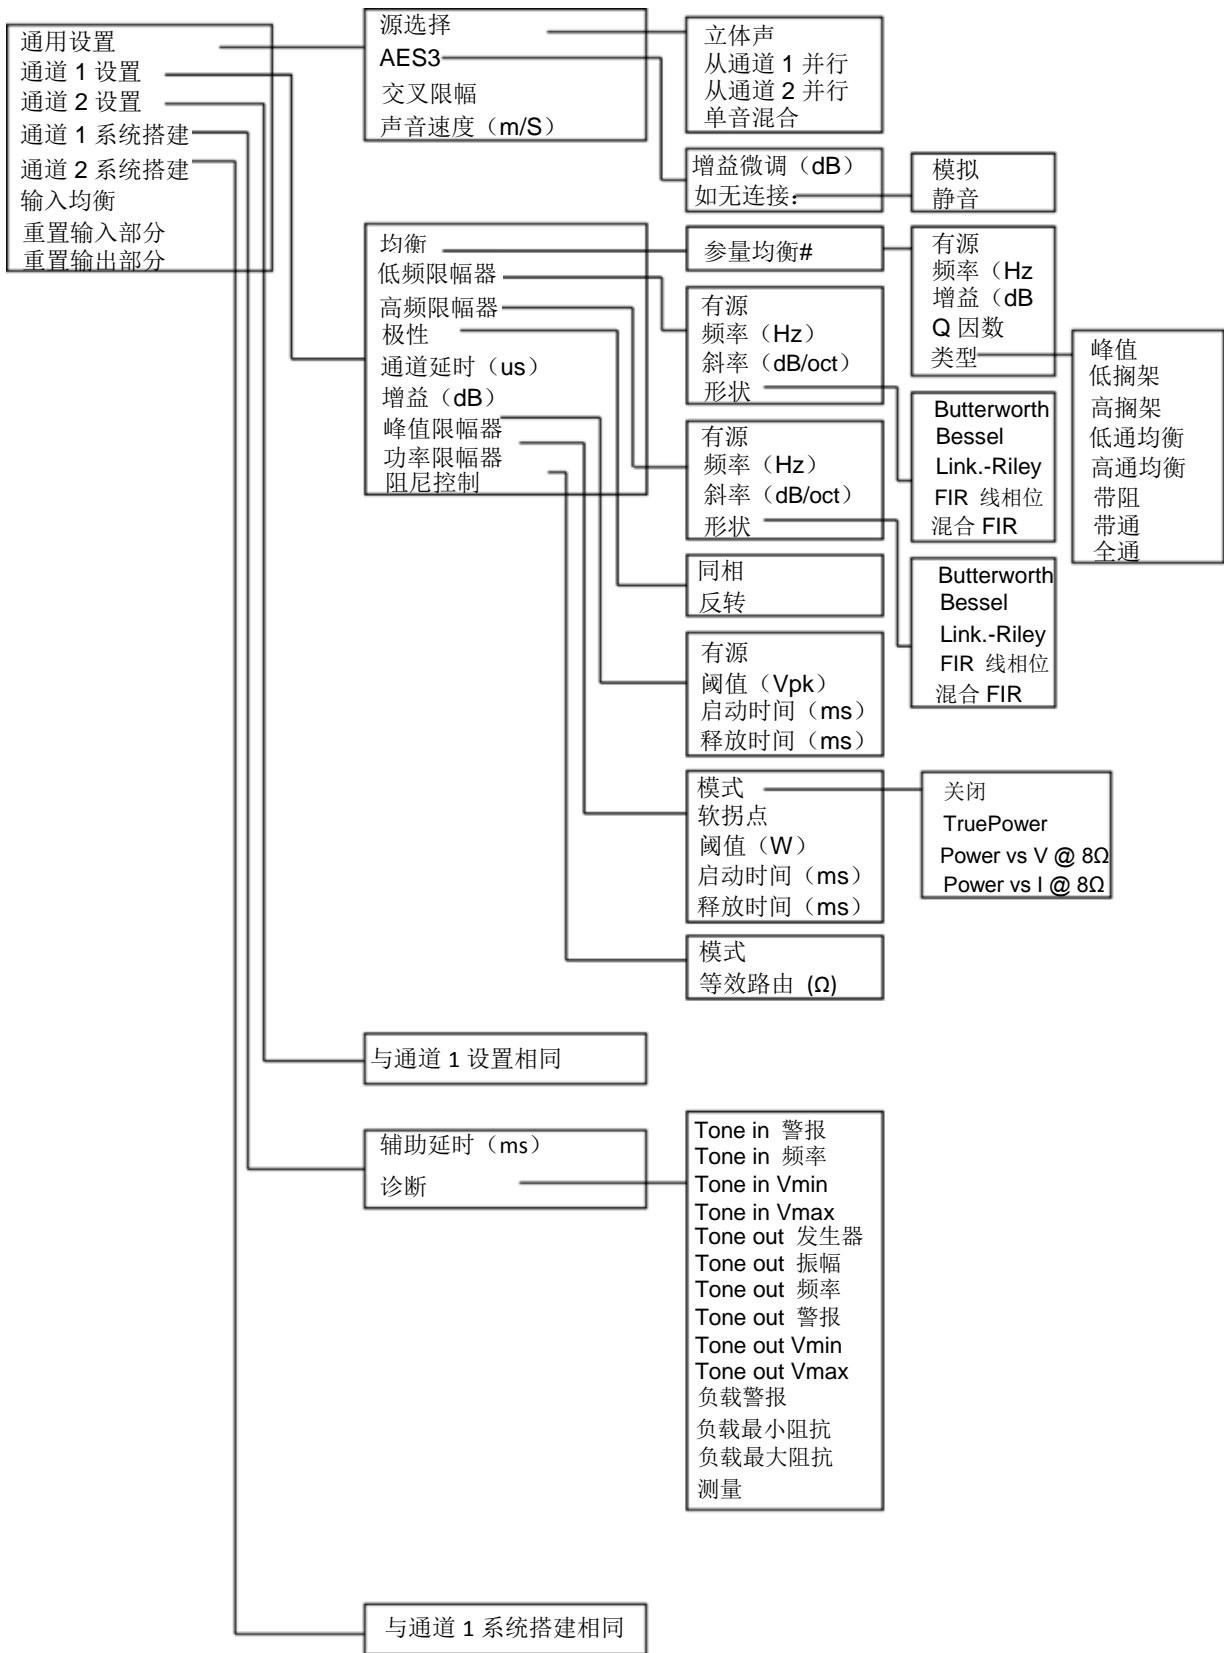 通用设置
通道 1 设置
通道 2 设置
通道 1 系统搭建
通道 2 系统搭建
输入均衡
重置输入部分
重置输出部分
源选择
AES3
交叉限幅
声音速度（m/S）
立体声
从通道 1 并行
从通道 2 并行
单音混合
增益微调（dB）
如无连接：
模拟
静音
均衡
低频限幅器
高频限幅器
极性
通道延时（us）
增益（dB）
峰值限幅器
功率限幅器
阻尼控制
参量均衡#
有源
频率（Hz
增益（dB
Q 因数
类型
峰值
低搁架
高搁架
低通均衡
高通均衡
带阻
带通
全通
有源
频率（Hz）
斜率（dB/oct）
形状
Butterworth
Bessel
Link.-Riley
FIR 线相位
混合 FIR
有源
频率（Hz）
斜率（dB/oct）
形状
Butterworth
Bessel
Link.-Riley
FIR 线相位
混合 FIR
同相
反转
有源
阈值（Vpk）
启动时间（ms）
释放时间（ms）
模式
软拐点
阈值（W）
启动时间（ms）
释放时间（ms）
关闭
TruePower
Power vs V @ 8Ω
Power vs I @ 8Ω
模式
等效路由 (Ω)
与通道 1 设置相同
辅助延时（ms）
诊断
Tone in 警报
Tone in 频率
Tone in Vmin
Tone in Vmax
Tone out 发生器
Tone out 振幅
Tone out 频率
Tone out 警报
Tone out Vmin
Tone out Vmax
负载警报
负载最小阻抗
负载最大阻抗
测量
与通道 1 系统搭建相同